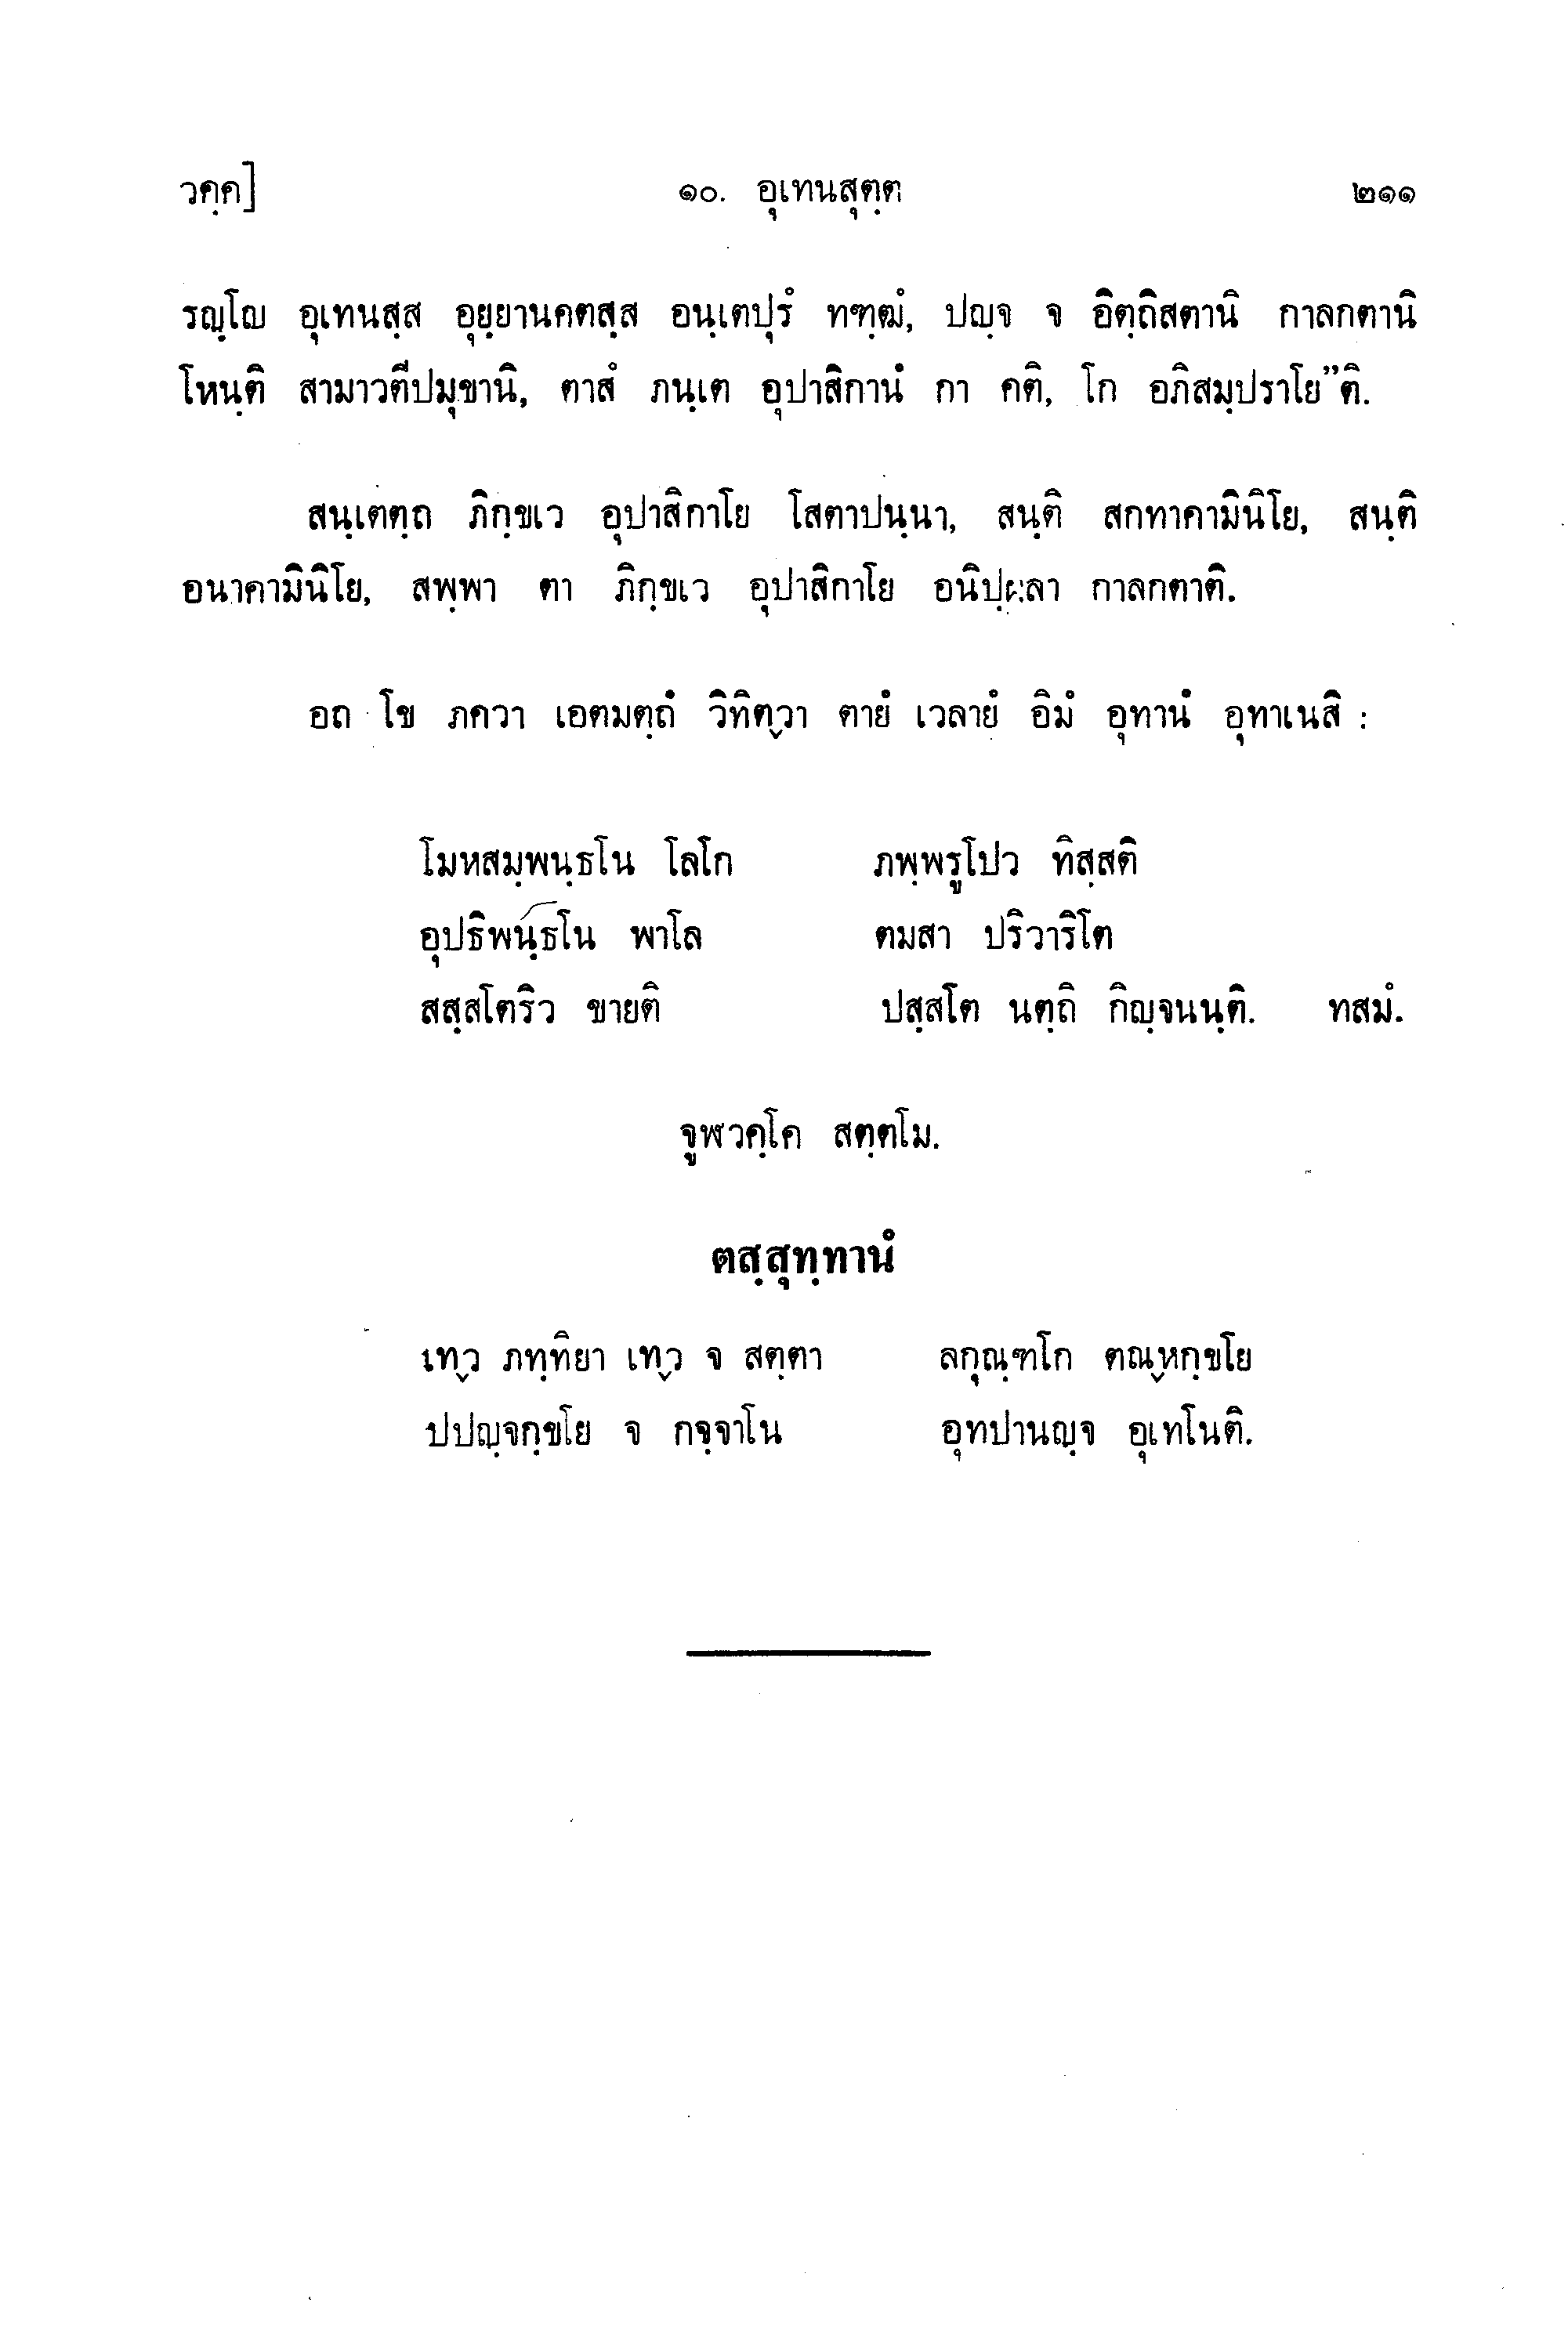 วคฺค] ๑๐. อุเทนสุตฺต ๒๑๑
รญฺโญ อุเทนสฺส อุยฺยานคตสฺส อนฺเตปุรํ ทฑฺฒํ, ปญฺจ จ อิตฺถิสตานิ กาลกตานิ
โหนฺติ สามาวตีปมุขานิ, ตาสํ ภนฺเต อุปาสิกานํ กา คติ, โก อภิสมฺปราโย”ติ.
สนฺเตตฺถ ภิกฺขเว อุปาสิกาโย โสตาปนฺนา, สนฺติ สกทาคามินิโย, สนฺติ
อนาคามินิโย, สพฺพา ตา ภิกฺขเว อุปาสิกาโย อนิปฺผลา กาลกตาติ.
อถ โข ภควา เอตมตฺถํ วิทิตฺวา ตายํ เวลายํ อิมํ อุทานํ อุทาเนสิ :
โมหสมฺพนฺธโน โลโก ภพฺพรูโปว ทิสฺสติ
อุปธิพนฺธโน พาโล ตมสา ปริวาริโต
สสฺสโตริว ขายติ ปสฺสโต นตฺถิ กิญฺจนนฺติ. ทสมํ.
จูฬวคฺโค สตฺตโม.
ตสฺสุทฺทานํ
เทฺว ภทฺทิยา เทฺว จ สตฺตา ลกุณฺฑโก ตณฺหกฺขโย
ปปญฺจกฺขโย จ กจฺจาโน อุทปานญฺจ อุเทโนติ.